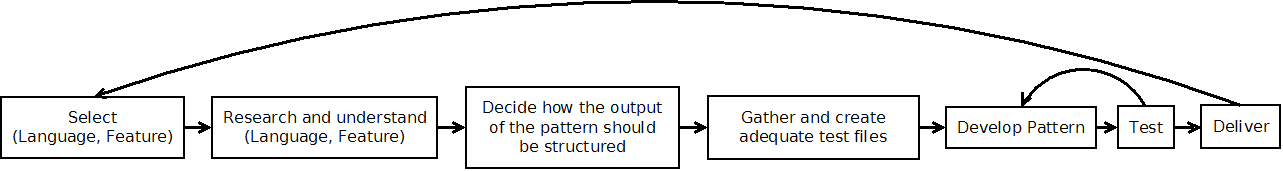 Select
(Language, Feature)
Research and understand
(Language, Feature)
Decide how the output
of the pattern should
be structured
Gather and create
adequate test files
Develop Pattern
Test
Deliver